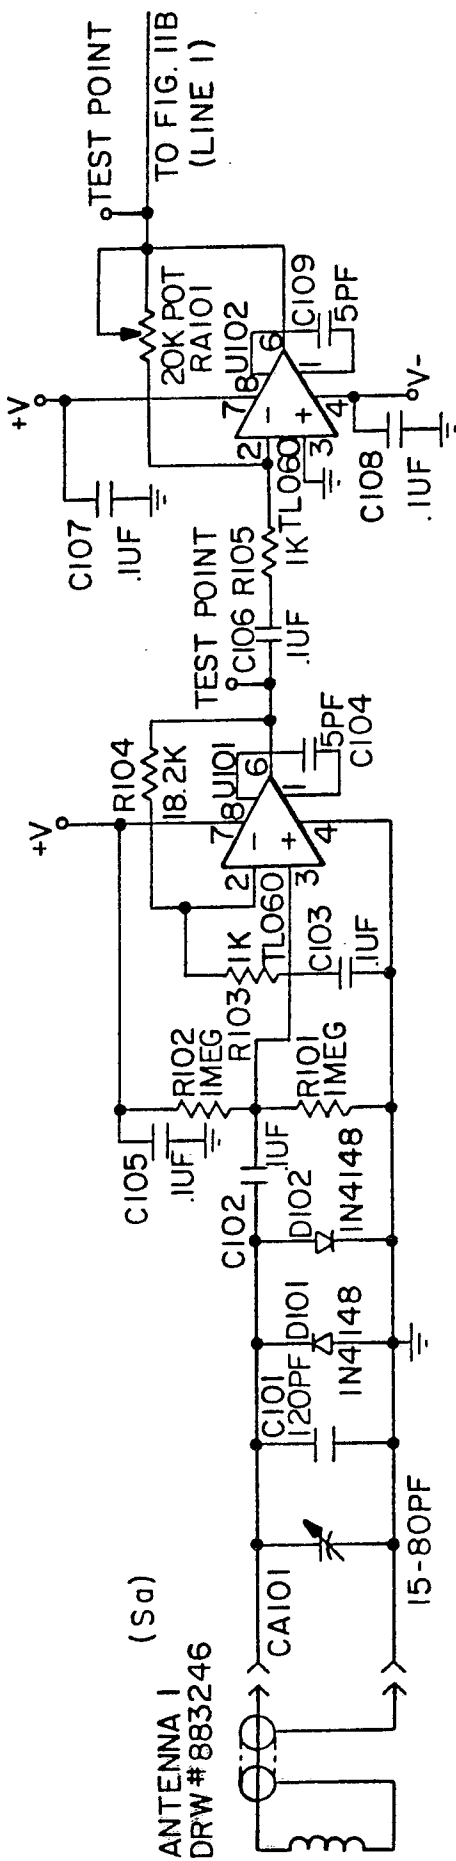 ANTENNA 1
DRW#883246
(Sa)
CA101
15-80PF
C101
120PF
D101
1N4148
D102
1N4148
C102
.1UF
C105
.1UF
R102
1MEG
R101
1MEG
R103
1K
C103
.1UF
+V
R104
18.2K
U101
TL060
2
3
7
8
6
1
4
5PF
C104
TEST POINT
C106
.1UF
R105
1K
C107
.1UF
+V
20K POT
RA101
U102
TL060
2
3
7
8
6
1
4
C109
5PF
C108
.1UF
V-
TEST POINT
TO FIG. 11B
(LINE 1)